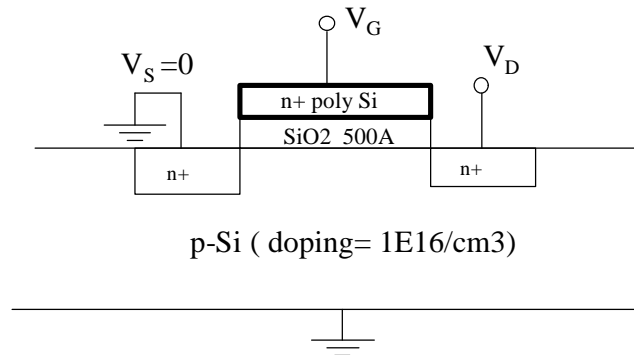 V_G
V_S =0
V_D
n+ poly Si
SiO2 500A
n+
n+
p-Si ( doping= 1E16/cm3)